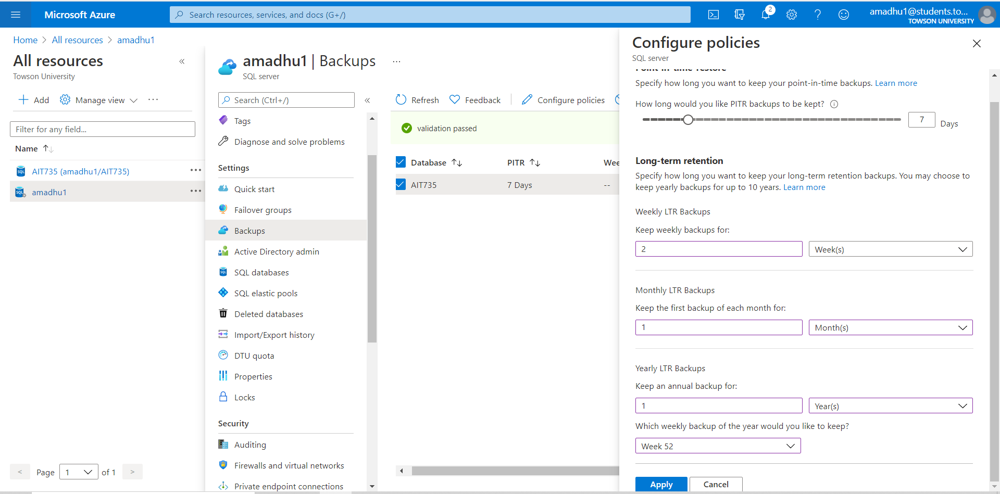 Microsoft Azure
Search resources, services, and docs (G+/)
2
amadhu1@students.to...
TOWSON UNIVERSITY
Home > All resources > amadhu1
All resources
Towson University
Add
Manage view
Filter for any field...
Name
SQL
AIT735 (amadhu1/AIT735)
SQL
amadhu1
< Page 1 of 1 >
amadhu1 | Backups
SQL server
Search (Ctrl+/)
Tags
Diagnose and solve problems
Settings
Quick start
Failover groups
Backups
Active Directory admin
SQL databases
SQL elastic pools
Deleted databases
Import/Export history
DTU quota
Properties
Locks
Security
Auditing
Firewalls and virtual networks
Private endpoint connections
Refresh
Feedback
Configure policies
validation passed
Database PITR Wee
AIT735 7 Days --
Configure policies
SQL server
Point-in-time restore
Specify how long you want to keep your point-in-time backups. Learn more
How long would you like PITR backups to be kept?
7 Days
Long-term retention
Specify how long you want to keep your long-term retention backups. You may choose to
keep yearly backups for up to 10 years. Learn more
Weekly LTR Backups
Keep weekly backups for:
2 Week(s)
Monthly LTR Backups
Keep the first backup of each month for:
1 Month(s)
Yearly LTR Backups
Keep an annual backup for:
1 Year(s)
Which weekly backup of the year would you like to keep?
Week 52
Apply Cancel